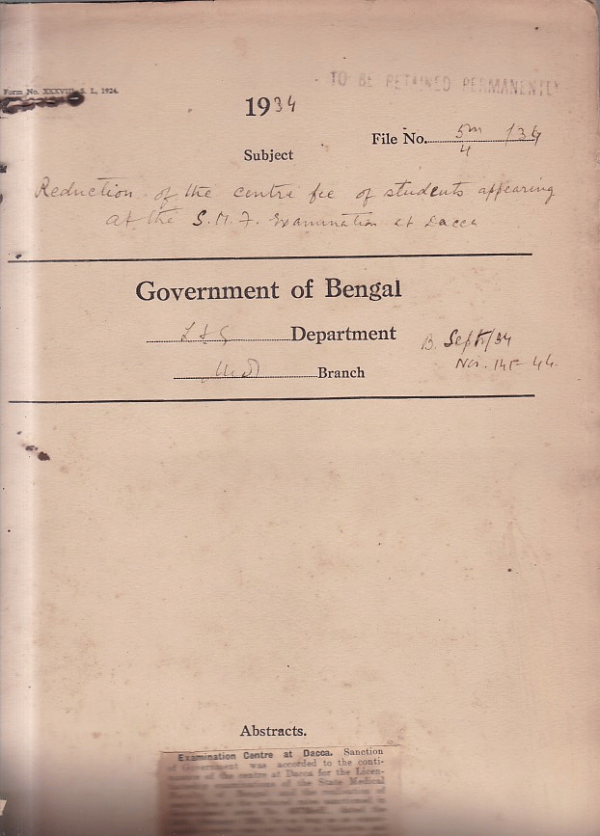 TO BE RETAINED PERMANENTLY
Form No. XXXVIII, S. I., 1924.
1934
File No. 5m/4 /34
Subject
Reduction of the centre fee of students appearing
at the S. M. F. Examination at Dacca
Government of Bengal
Department
B. Sept/34
Branch
Nos.
Abstracts.
Examination Centre at Dacca. Sanction
of Government was accorded to the conti-
nuance of the centre at Dacca for the Licen-
of the State Medical